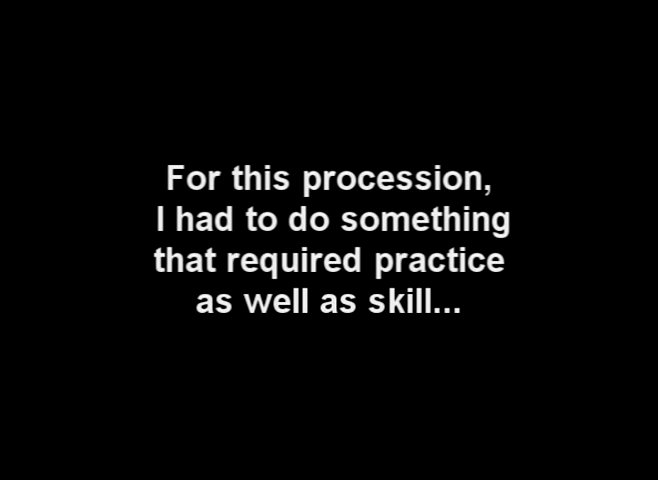 For this procession,
I had to do something
that required practice
as well as skill...